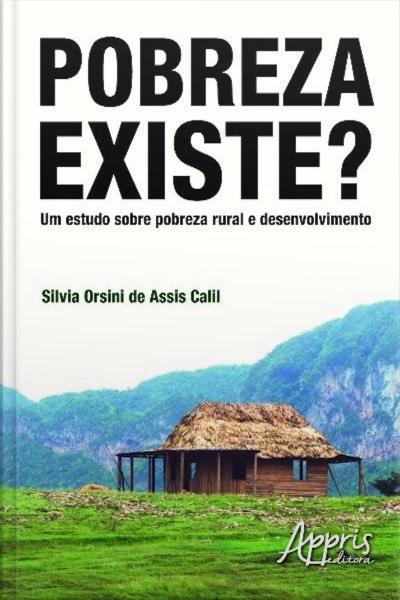 POBREZA
EXISTE?
Um estudo sobre pobreza rural e desenvolvimento
Silvia Orsini de Assis Calil
Appris
editora